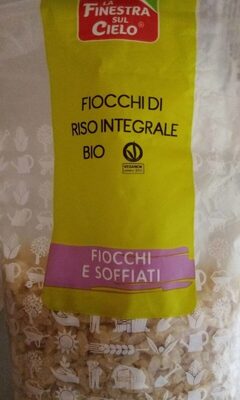 LA
FINESTRA
SUL
CIELO
FIOCCHI DI
RISO INTEGRALE
BIO
VEGANOK
FIOCCHI
E SOFFIATI